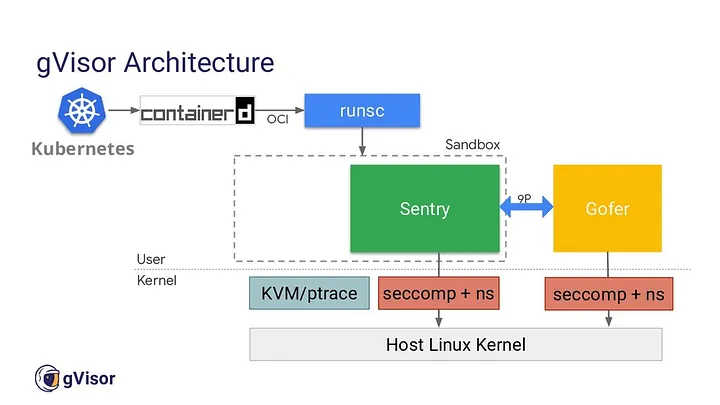 gVisor Architecture
containerd
OCI
runsc
Kubernetes
Sandbox
Sentry
9P
Gofer
User
Kernel
KVM/ptrace
seccomp + ns
seccomp + ns
Host Linux Kernel
gVisor